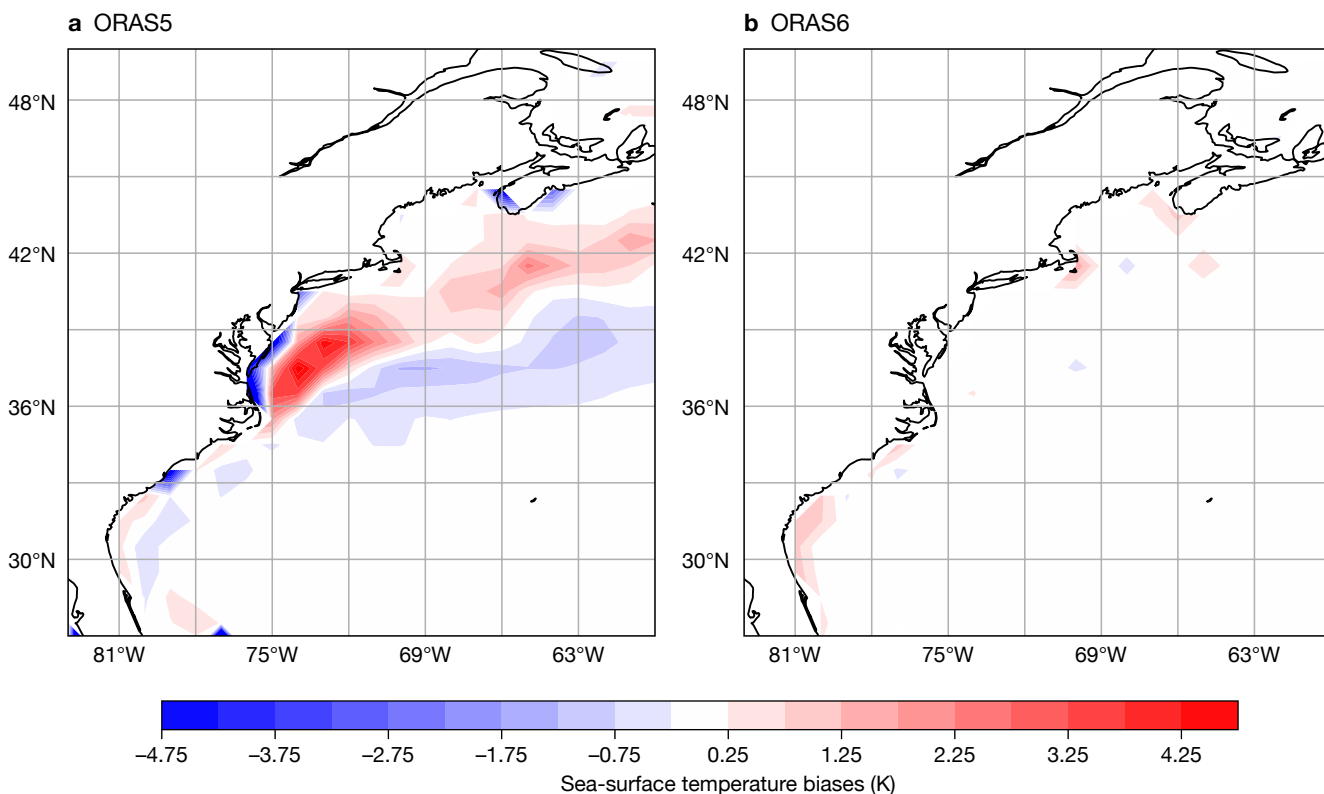 a ORAS5
b ORAS6
48°N
42°N
36°N
30°N
48°N
42°N
36°N
30°N
81°W 75°W 69°W 63°W
81°W 75°W 69°W 63°W
−4.75 −3.75 −2.75 −1.75 −0.75 0.25 1.25 2.25 3.25 4.25
Sea-surface temperature biases (K)